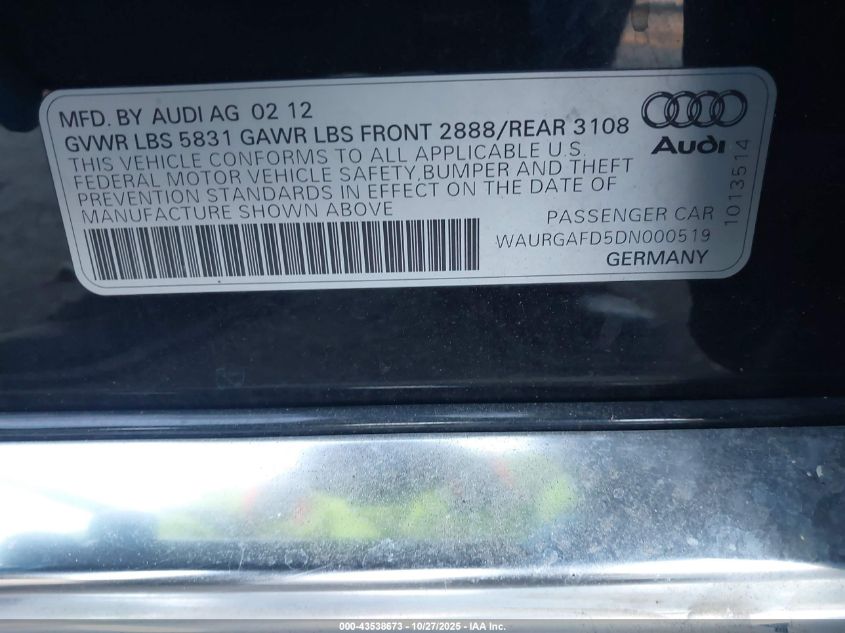 MFD. BY AUDI AG 02 12
GVWR LBS 5831 GAWR LBS FRONT 2888/REAR 3108
THIS VEHICLE CONFORMS TO ALL APPLICABLE U.S.
FEDERAL MOTOR VEHICLE SAFETY,BUMPER AND THEFT
PREVENTION STANDARDS IN EFFECT ON THE DATE OF
MANUFACTURE SHOWN ABOVE
PASSENGER CAR
WAURGAFD5DN000519
GERMANY
Audi
1013514
000-43538673 - 10/27/2025 - IAA Inc.